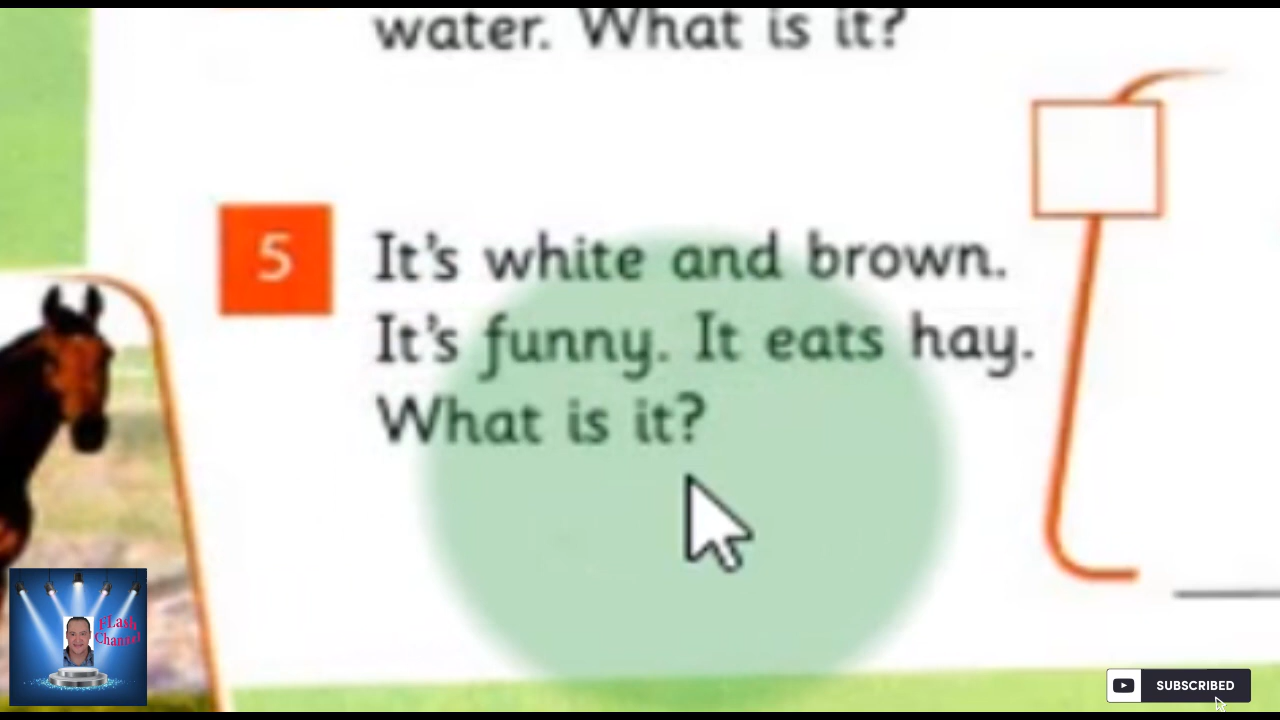 water. What is it?
5
It's white and brown.
It's funny. It eats hay.
What is it?
FLash
Channel
SUBSCRIBED